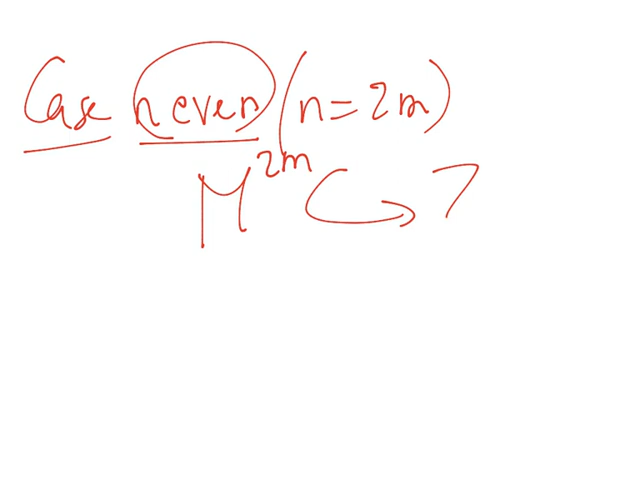 Case n even (n = 2m)
M^{2m} ↪